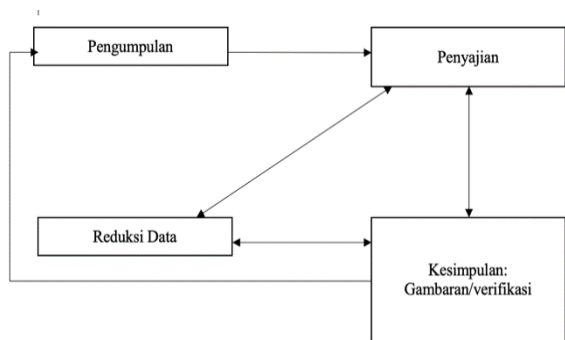 Pengumpulan
Penyajian
Reduksi Data
Kesimpulan:
Gambaran/verifikasi